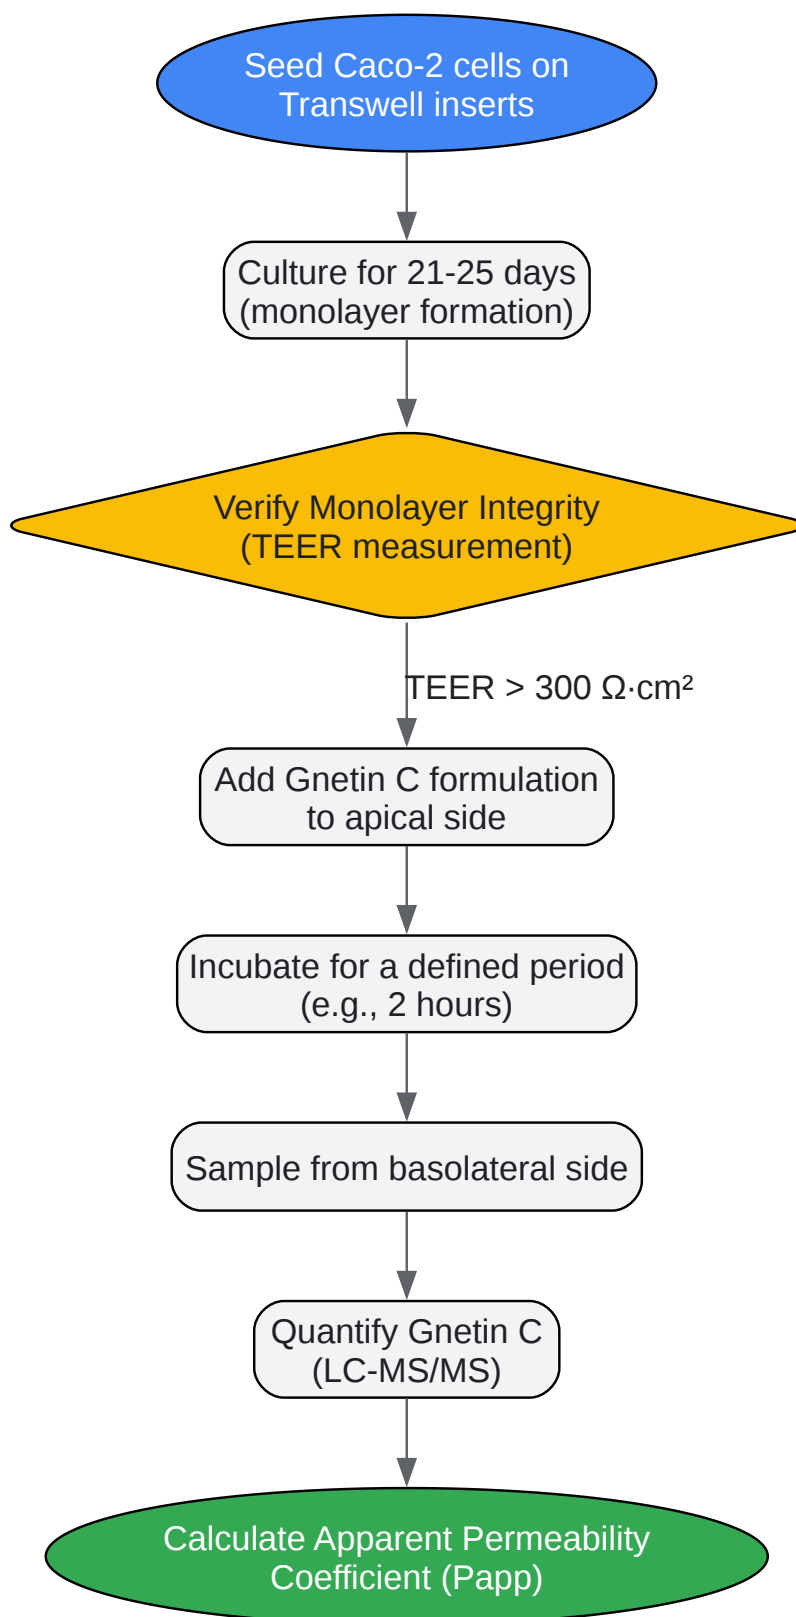 Seed Caco-2 cells on
Transwell inserts
Culture for 21-25 days
(monolayer formation)
Verify Monolayer Integrity
(TEER measurement)
TEER > 300 Ω·cm²
Add Gnetin C formulation
to apical side
Incubate for a defined period
(e.g., 2 hours)
Sample from basolateral side
Quantify Gnetin C
(LC-MS/MS)
Calculate Apparent Permeability
Coefficient (Papp)